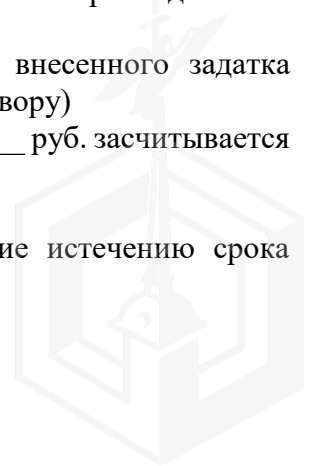 внесенного задатка
вору)
__ руб. засчитывается
ие истечению срока